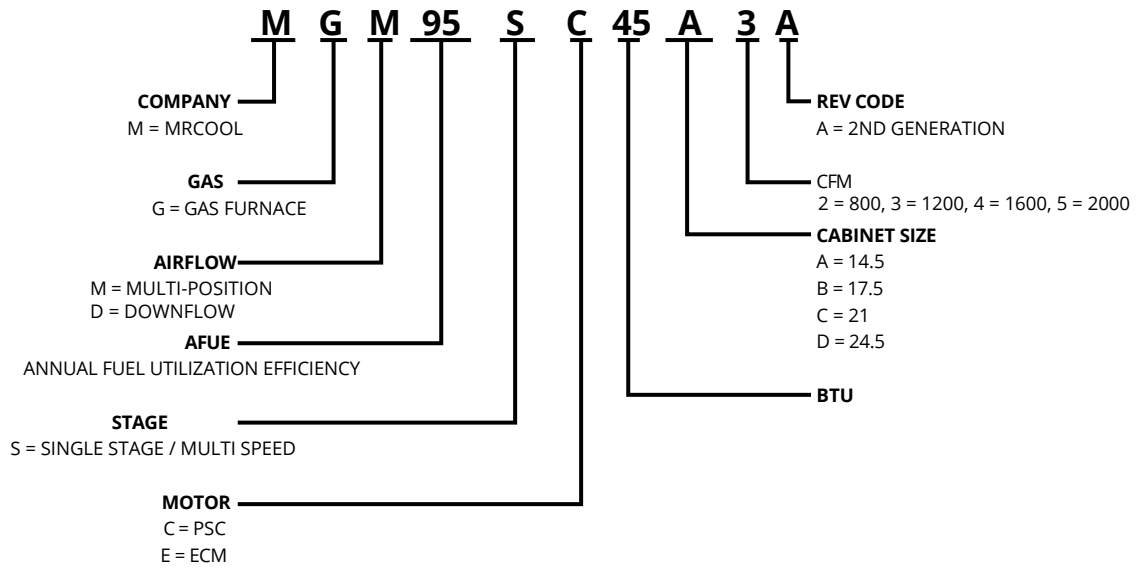 M G M 95 S C 45 A 3 A
COMPANY
M = MRCOOL
GAS
G = GAS FURNACE
AIRFLOW
M = MULTI-POSITION
D = DOWNFLOW
AFUE
ANNUAL FUEL UTILIZATION EFFICIENCY
STAGE
S = SINGLE STAGE / MULTI SPEED
MOTOR
C = PSC
E = ECM
REV CODE
A = 2ND GENERATION
CFM
2 = 800, 3 = 1200, 4 = 1600, 5 = 2000
CABINET SIZE
A = 14.5
B = 17.5
C = 21
D = 24.5
BTU